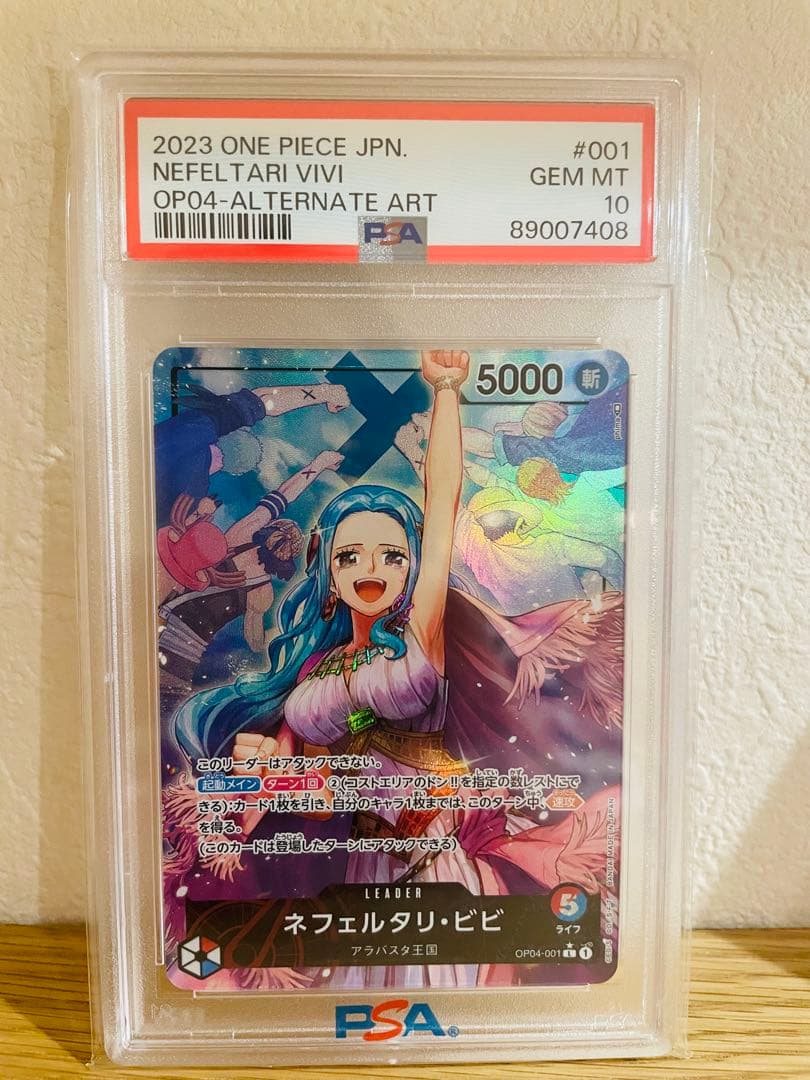 2023 ONE PIECE JPN. #001
NEFELTARI VIVI GEM MT
OP04-ALTERNATE ART 10
PSA 89007408
5000 斬
このリーダーはアタックできない。
起動メイン ターン1回 ②(コストエリアのドン!!を指定の数レストにで
きる):カード1枚を引き、自分のキャラ1枚までは、このターン中、速攻
を得る。
(このカードは登場したターンにアタックできる)
BANDAI MADE IN JAPAN
LEADER
ネフェルタリ・ビビ
5
ライフ
アラバスタ王国
OP04-001 L 1
PSA®